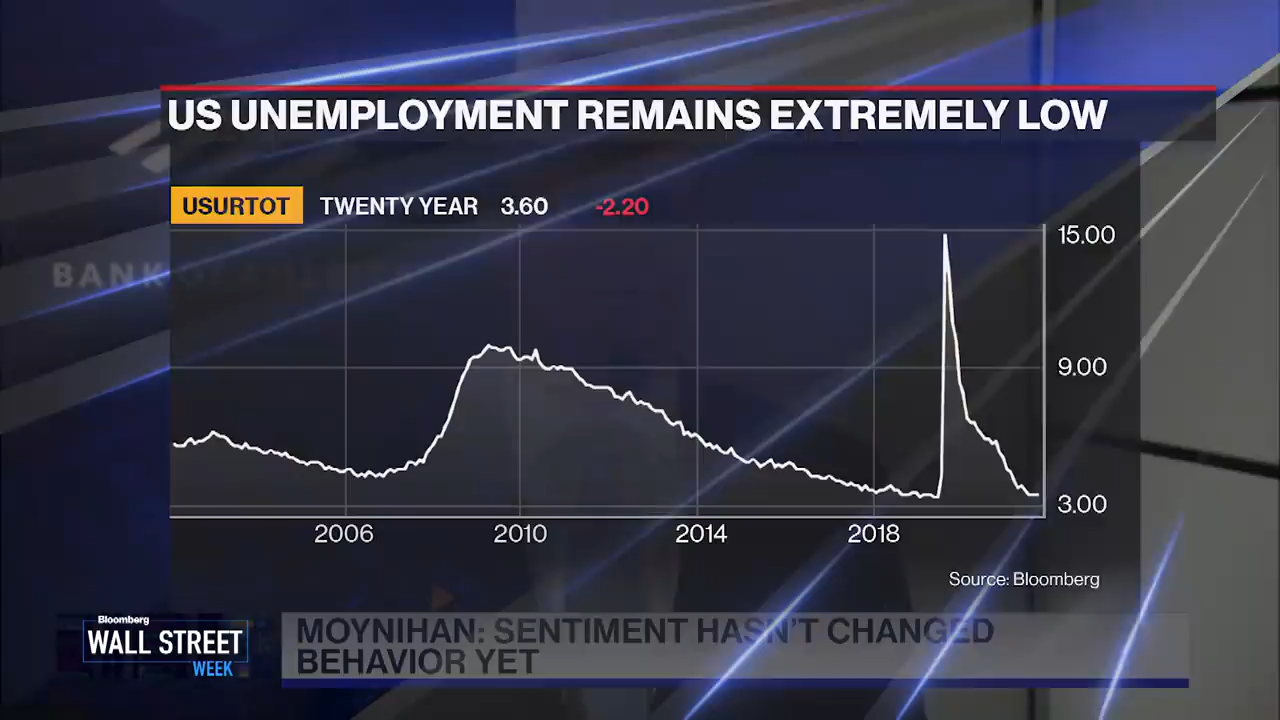 US UNEMPLOYMENT REMAINS EXTREMELY LOW
USURTOT TWENTY YEAR 3.60 -2.20
15.00
BANK
9.00
3.00
2006 2010 2014 2018
Source: Bloomberg
Bloomberg
WALL STREET
WEEK
MOYNIHAN: SENTIMENT HASN'T CHANGED
BEHAVIOR YET